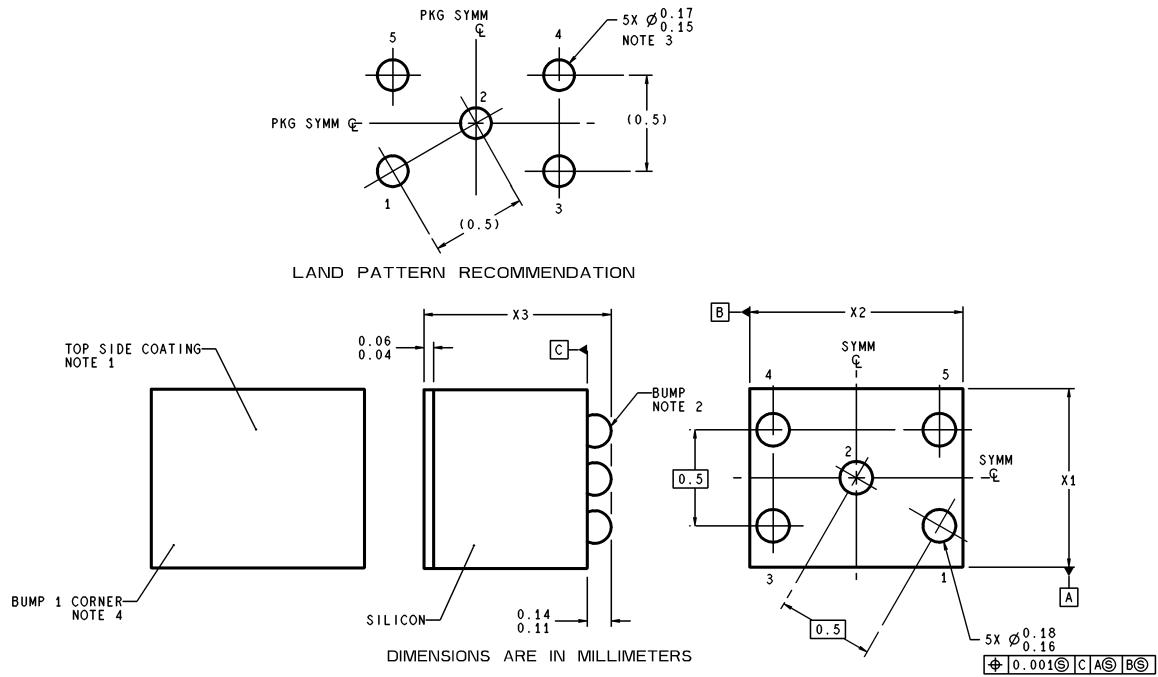 PKG SYMM
℄
5X Ø 0.17
0.15
NOTE 3
5
4
2
PKG SYMM ℄
(0.5)
1
3
(0.5)
LAND PATTERN RECOMMENDATION
X3
B
X2
0.06
0.04
C
TOP SIDE COATING
NOTE 1
SYMM
℄
4
5
BUMP
NOTE 2
2
SYMM
℄
0.5
X1
BUMP 1 CORNER
NOTE 4
SILICON
0.14
0.11
3
1
A
0.5
5X Ø 0.18
0.16
⌖ 0.001Ⓢ C AⓈ BⓈ
DIMENSIONS ARE IN MILLIMETERS